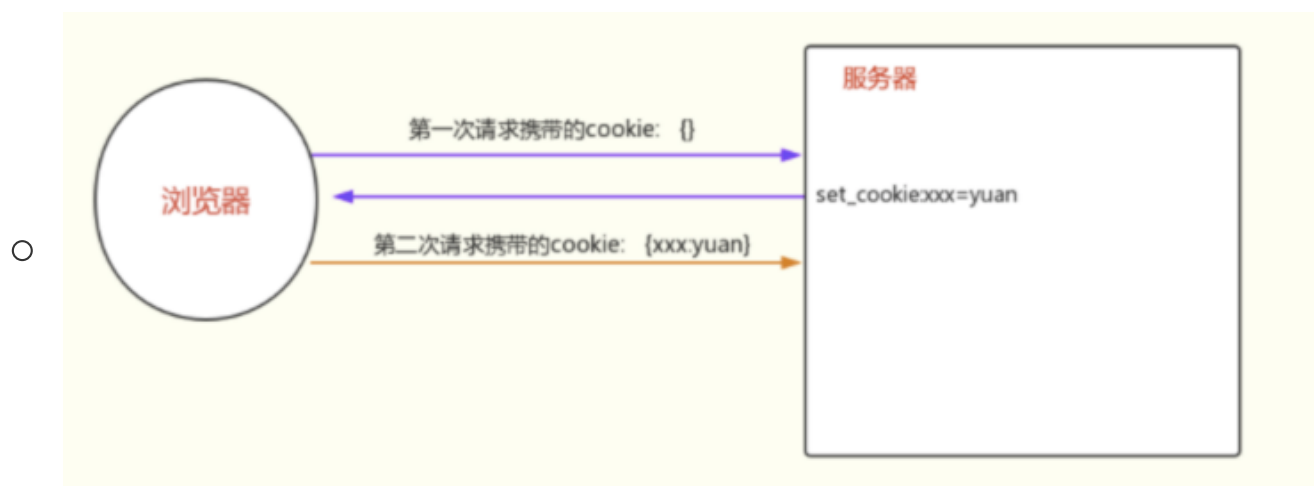 服务器
第一次请求携带的cookie: {}
浏览器
set_cookie:xxx=yuan
第二次请求携带的cookie: {xxx:yuan}